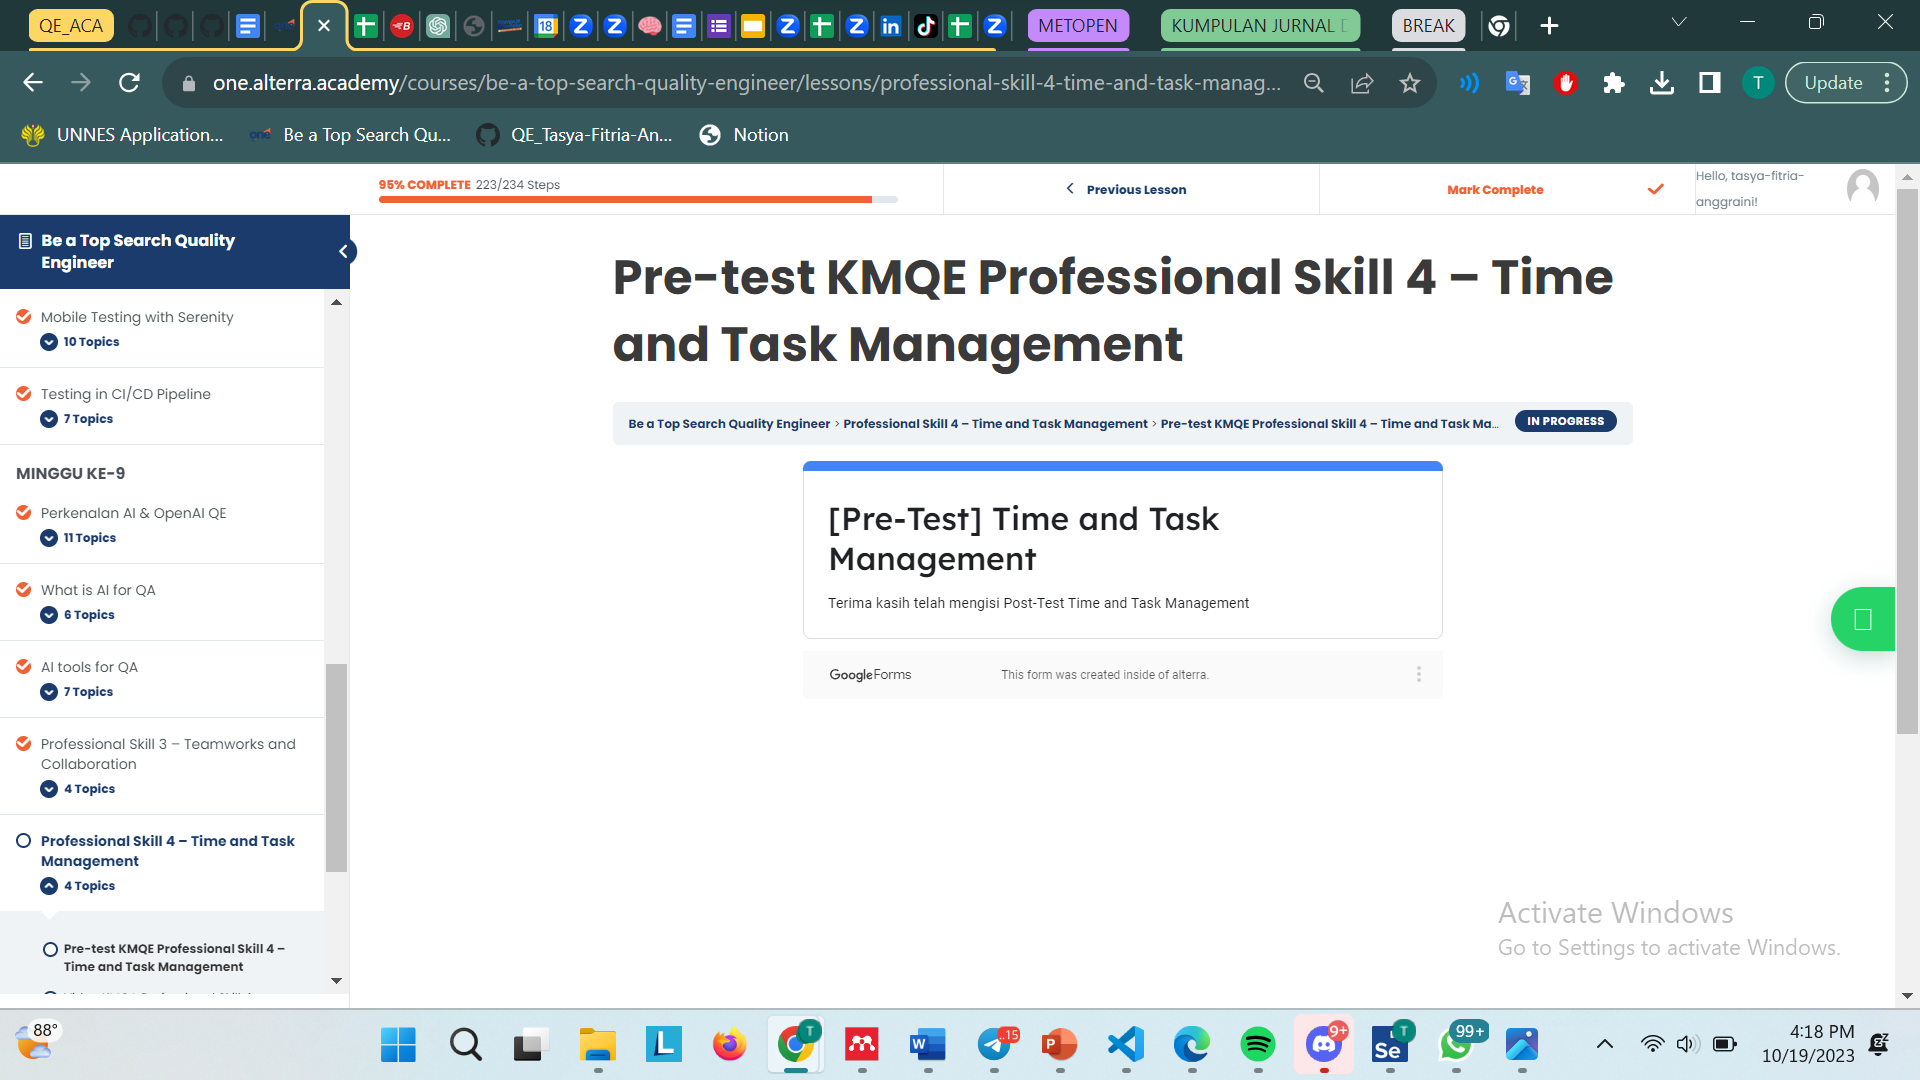 QE_ACA
METOPEN
KUMPULAN JURNAL
BREAK
one.alterra.academy/courses/be-a-top-search-quality-engineer/lessons/professional-skill-4-time-and-task-manag...
T
Update
UNNES Application...
one
Be a Top Search Qu...
QE_Tasya-Fitria-An...
Notion
95% COMPLETE 223/234 Steps
Previous Lesson
Mark Complete
Hello, tasya-fitria-
anggraini!
Be a Top Search Quality
Engineer
Mobile Testing with Serenity
10 Topics
Testing in CI/CD Pipeline
7 Topics
MINGGU KE-9
Perkenalan AI & OpenAI QE
11 Topics
What is AI for QA
6 Topics
AI tools for QA
7 Topics
Professional Skill 3 – Teamworks and
Collaboration
4 Topics
Professional Skill 4 – Time and Task
Management
4 Topics
Pre-test KMQE Professional Skill 4 –
Time and Task Management
Pre-test KMQE Professional Skill 4 – Time
and Task Management
Be a Top Search Quality Engineer > Professional Skill 4 – Time and Task Management > Pre-test KMQE Professional Skill 4 – Time and Task Ma...
IN PROGRESS
[Pre-Test] Time and Task
Management
Terima kasih telah mengisi Post-Test Time and Task Management
Google Forms
This form was created inside of alterra.
Activate Windows
Go to Settings to activate Windows.
88°
4:18 PM
10/19/2023